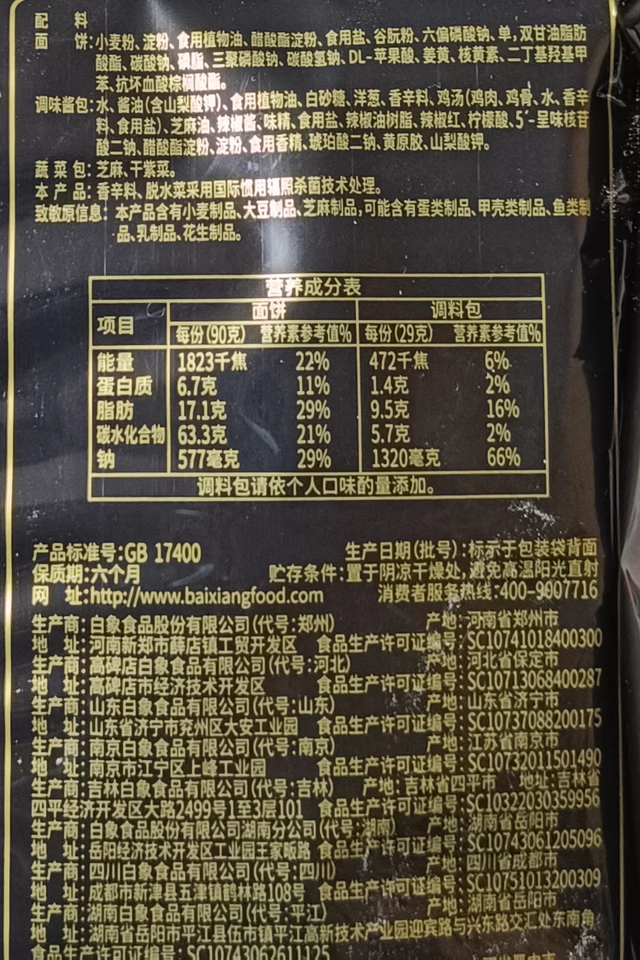 配 料
面 饼:小麦粉、淀粉、食用植物油、醋酸酯淀粉、食用盐、谷朊粉、六偏磷酸钠、单,双甘油脂肪
酸酯、碳酸钠、磷脂、三聚磷酸钠、碳酸氢钠、DL-苹果酸、姜黄、核黄素、二丁基羟基甲
苯、抗坏血酸棕榈酸酯。
调味酱包:水、酱油(含山梨酸钾)、食用植物油、白砂糖、洋葱、香辛料、鸡汤(鸡肉、鸡骨、水、香辛
料、食用盐)、芝麻油、辣椒酱、味精、食用盐、辣椒油树脂、辣椒红、柠檬酸、5′-呈味核苷
酸二钠、醋酸酯淀粉、淀粉、食用香精、琥珀酸二钠、黄原胶、山梨酸钾。
蔬 菜 包:芝麻、干紫菜。
本 产 品:香辛料、脱水菜采用国际惯用辐照杀菌技术处理。
致敏原信息:本产品含有小麦制品、大豆制品、芝麻制品,可能含有蛋类制品、甲壳类制品、鱼类制
品、乳制品、花生制品。
营养成分表
项目 面饼 调料包
每份(90克) 营养素参考值% 每份(29克) 营养素参考值%
能量 1823千焦 22% 472千焦 6%
蛋白质 6.7克 11% 1.4克 2%
脂肪 17.1克 29% 9.5克 16%
碳水化合物 63.3克 21% 5.7克 2%
钠 577毫克 29% 1320毫克 66%
调料包请依个人口味酌量添加。
产品标准号:GB 17400 生产日期(批号):标示于包装袋背面
保质期:六个月 贮存条件:置于阴凉干燥处,避免高温阳光直射
网 址:http://www.baixiangfood.com 消费者服务热线:400-9007716
生产商:白象食品股份有限公司(代号:郑州) 产地:河南省郑州市
地 址:河南新郑市薛店镇工贸开发区 食品生产许可证编号:SC10741018400300
生产商:高碑店白象食品有限公司(代号:河北) 产地:河北省保定市
地 址:高碑店市经济技术开发区 食品生产许可证编号:SC10713068400287
生产商:山东白象食品有限公司(代号:山东) 产地:山东省济宁市
地 址:山东省济宁市兖州区大安工业园 食品生产许可证编号:SC10737088200175
生产商:南京白象食品有限公司(代号:南京) 产地:江苏省南京市
地 址:南京市江宁区上峰工业园 食品生产许可证编号:SC10732011501490
生产商:吉林白象食品有限公司(代号:吉林) 产地:吉林省四平市 地址:吉林省
四平经济开发区大路2499号1至3层101 食品生产许可证编号:SC10322030359956
生产商:白象食品股份有限公司湖南分公司(代号:湖南) 产地:湖南省岳阳市
地 址:岳阳经济技术开发区工业园王家畈路 食品生产许可证编号:SC10743061205096
生产商:四川白象食品有限公司(代号:四川) 产地:四川省成都市
地 址:成都市新津县五津镇鹤林路108号 食品生产许可证编号:SC10751013200309
生产商:湖南白象食品有限公司(代号:平江) 产地:湖南省岳阳市
地 址:湖南省岳阳市平江县伍市镇平江高新技术产业园迎宾路与兴东路交汇处东南角
食品生产许可证编号:SC10743062611125